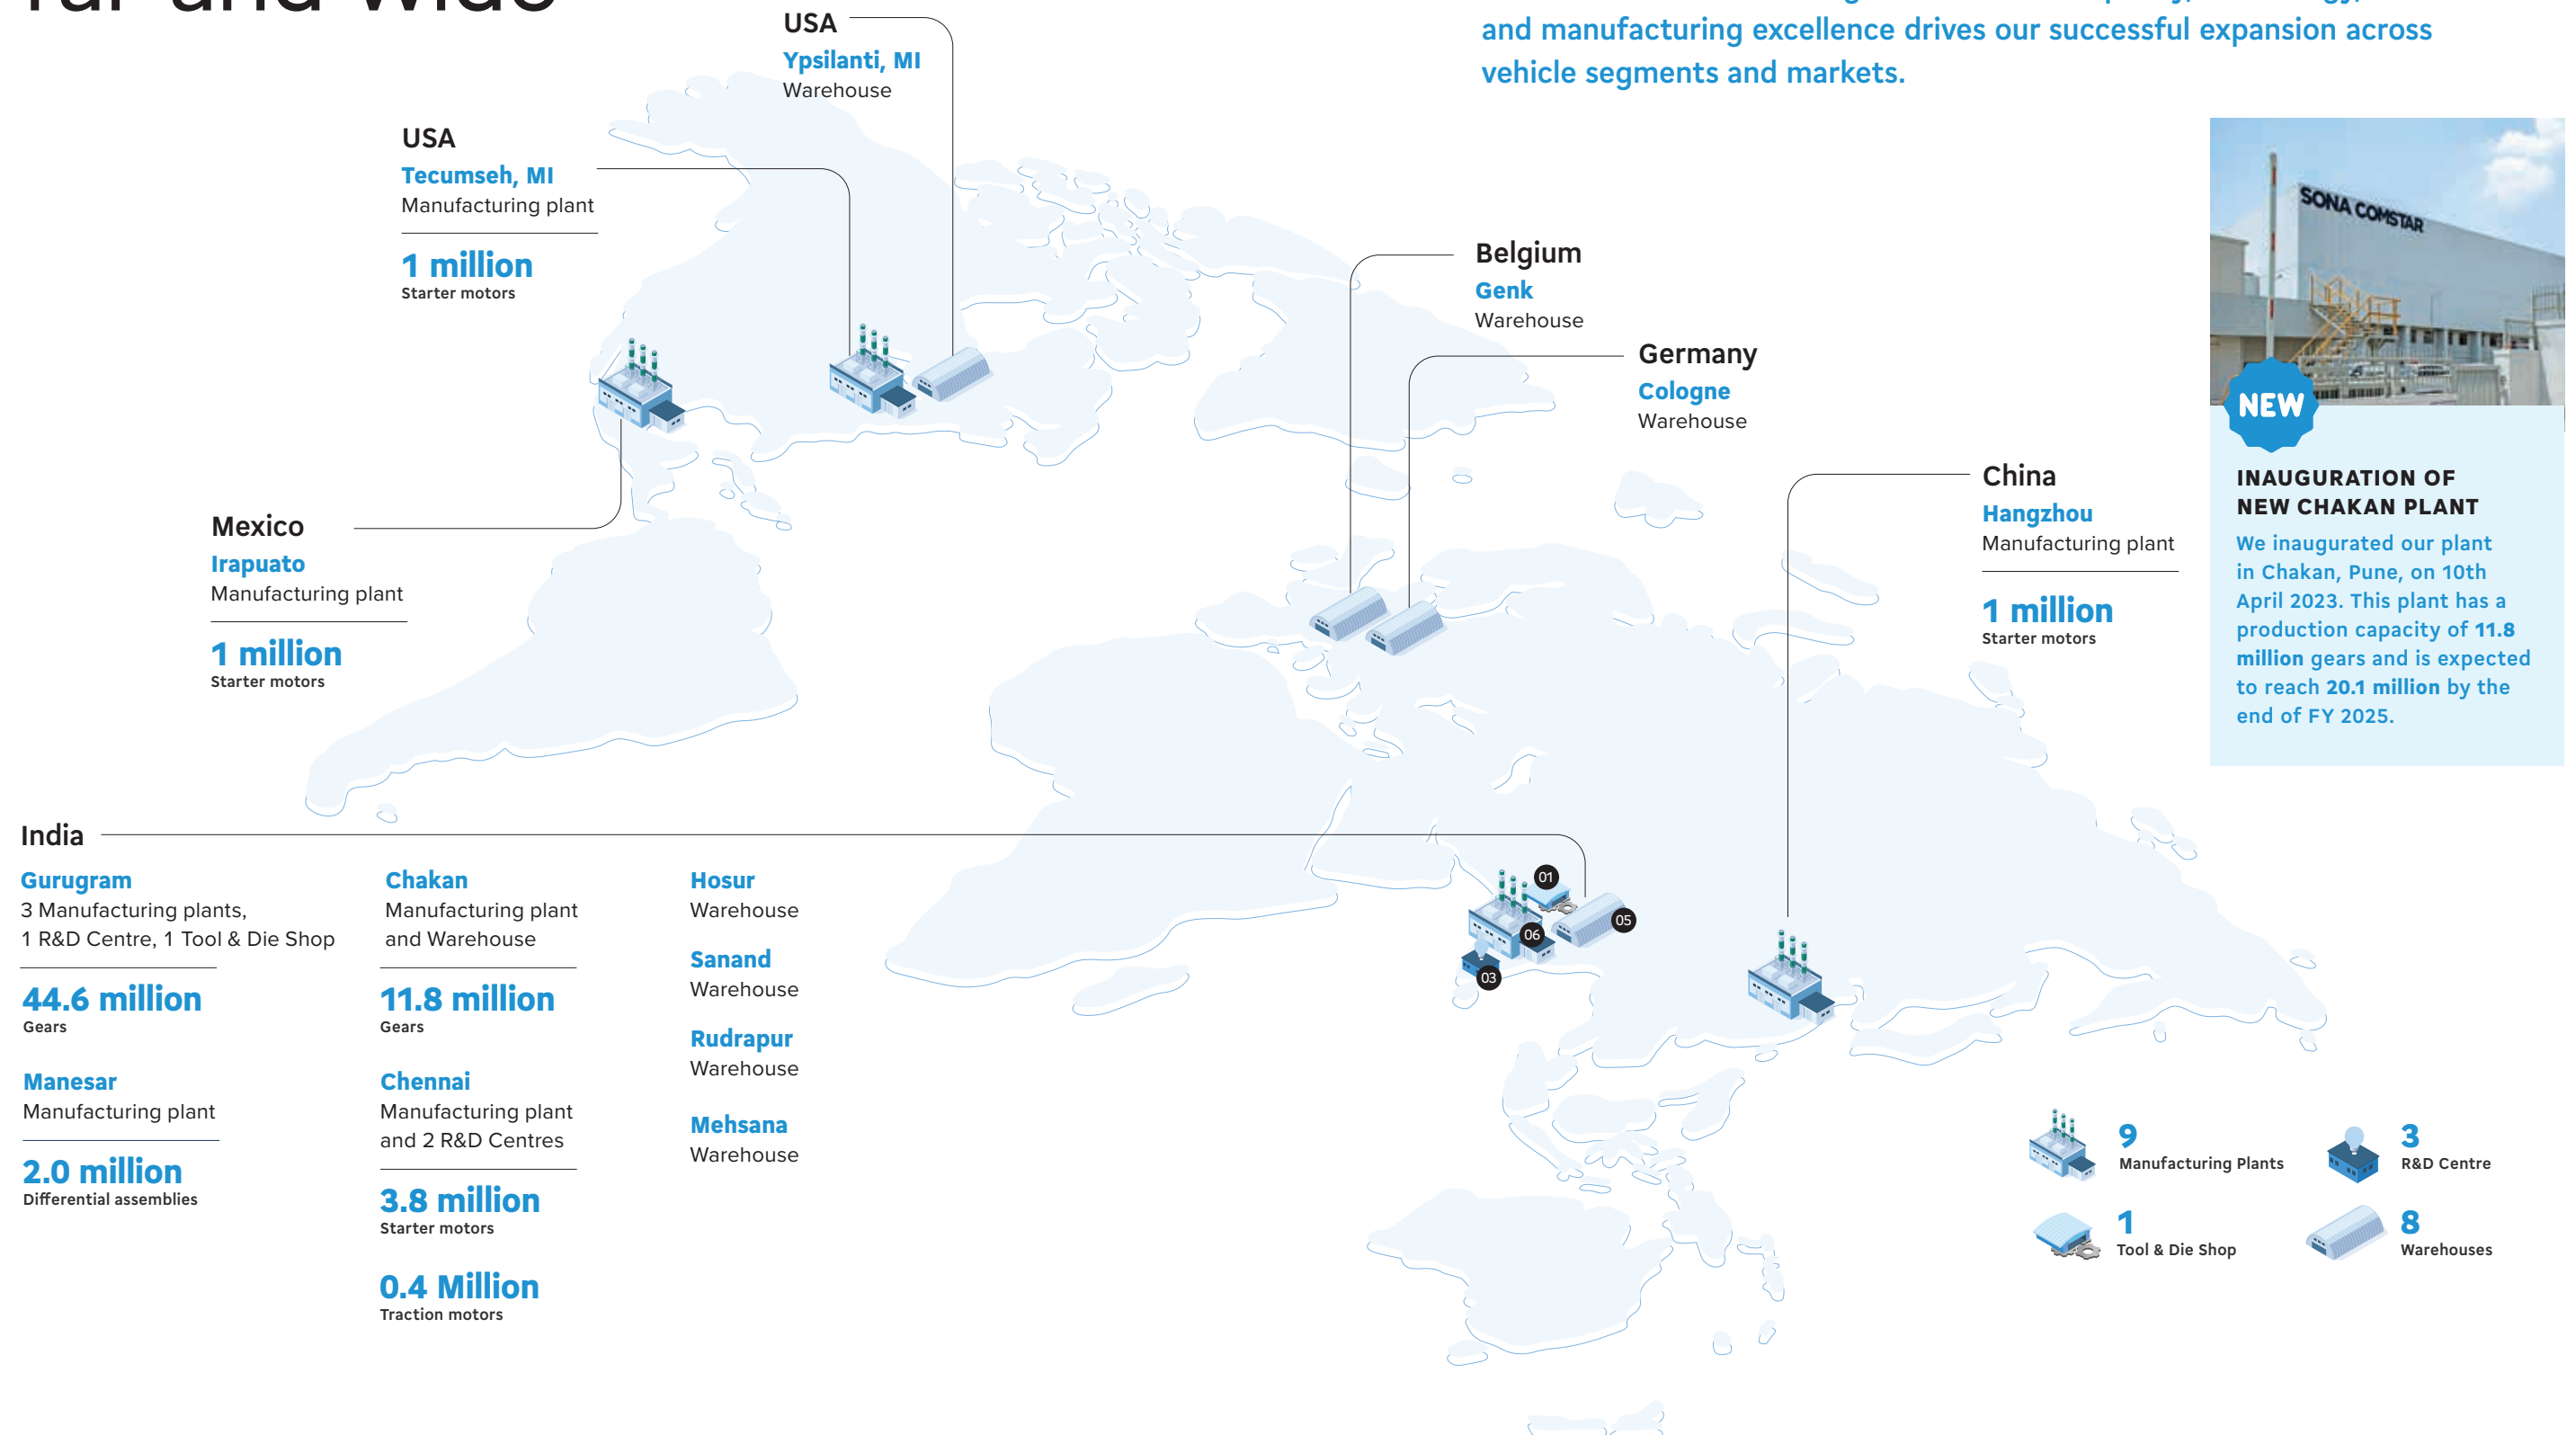 far and wide
and manufacturing excellence drives our successful expansion across
vehicle segments and markets.
USA
Ypsilanti, MI
Warehouse
USA
Tecumseh, MI
Manufacturing plant
1 million
Starter motors
Belgium
Genk
Warehouse
Germany
Cologne
Warehouse
China
Hangzhou
Manufacturing plant
1 million
Starter motors
Mexico
Irapuato
Manufacturing plant
1 million
Starter motors
SONA COMSTAR
NEW
INAUGURATION OF
NEW CHAKAN PLANT
We inaugurated our plant
in Chakan, Pune, on 10th
April 2023. This plant has a
production capacity of 11.8
million gears and is expected
to reach 20.1 million by the
end of FY 2025.
India
Gurugram
3 Manufacturing plants,
1 R&D Centre, 1 Tool & Die Shop
44.6 million
Gears
Manesar
Manufacturing plant
2.0 million
Differential assemblies
Chakan
Manufacturing plant
and Warehouse
11.8 million
Gears
Chennai
Manufacturing plant
and 2 R&D Centres
3.8 million
Starter motors
0.4 Million
Traction motors
Hosur
Warehouse
Sanand
Warehouse
Rudrapur
Warehouse
Mehsana
Warehouse
01
05
06
03
9
Manufacturing Plants
3
R&D Centre
1
Tool & Die Shop
8
Warehouses